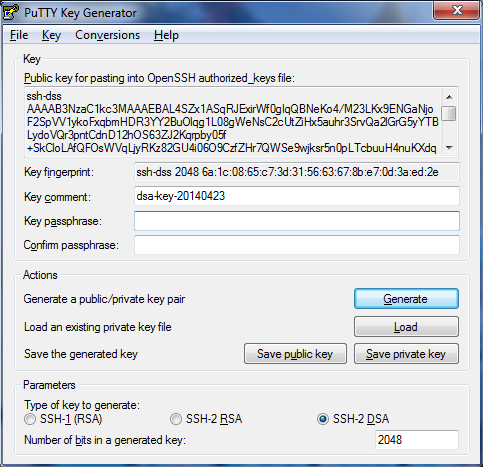 PuTTY Key Generator
File Key Conversions Help
Key
Public key for pasting into OpenSSH authorized_keys file:
ssh-dss
AAAAB3NzaC1kc3MAAAEBAL4SZx1ASqRJExirWf0glqQBNeKo4/M23LKx9ENGaNjo
F2SpVV1ykoFxqbmHDR3YY2BuOlqg1L08gWeNsC2cUtZiHx5auhr3SrvQa2lGrG5yYTB
LydoVQr3pntCdnD12hOS63ZJ2Kqrpby05f
+SkCloLAfQFOsWVqLjyRKz82GU4i06O9CzfZHr7QWSe9wjksr5n0pLTcbuuH4nuKXdq
Key fingerprint: ssh-dss 2048 6a:1c:08:65:c7:3d:31:56:63:67:8b:e7:0d:3a:ed:2e
Key comment: dsa-key-20140423
Key passphrase:
Confirm passphrase:
Actions
Generate a public/private key pair Generate
Load an existing private key file Load
Save the generated key Save public key Save private key
Parameters
Type of key to generate:
SSH-1 (RSA) SSH-2 RSA SSH-2 DSA
Number of bits in a generated key: 2048